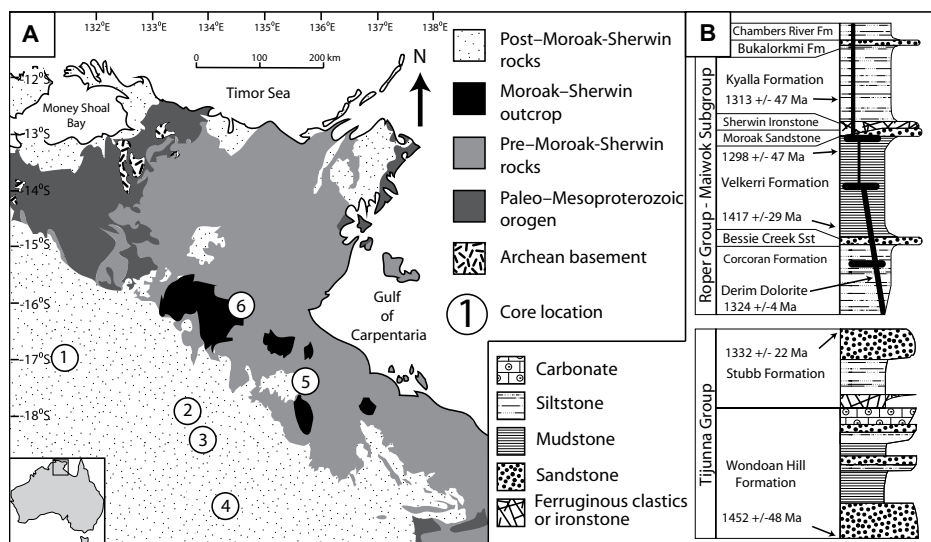 A
132°E 133°E 134°E 135°E 136°E 137°E 138°E
0 100 200 km
N
Timor Sea
Money Shoal
Bay
-12°S
-13°S
-14°S
-15°S
-16°S
-17°S
-18°S
Gulf
of
Carpentaria
1
2
3
4
5
6
Post–Moroak-Sherwin
rocks
Moroak–Sherwin
outcrop
Pre–Moroak-Sherwin
rocks
Paleo–Mesoproterozoic
orogen
Archean basement
1 Core location
Carbonate
Siltstone
Mudstone
Sandstone
Ferruginous clastics
or ironstone
B
Roper Group - Maiwok Subgroup
Chambers River Fm
Bukalorkmi Fm
Kyalla Formation
1313 +/- 47 Ma
Sherwin Ironstone
Moroak Sandstone
1298 +/- 47 Ma
Velkerri Formation
1417 +/-29 Ma
Bessie Creek Sst
Corcoran Formation
Derim Dolorite
1324 +/-4 Ma
Tijunna Group
1332 +/- 22 Ma
Stubb Formation
Wondoan Hill
Formation
1452 +/-48 Ma